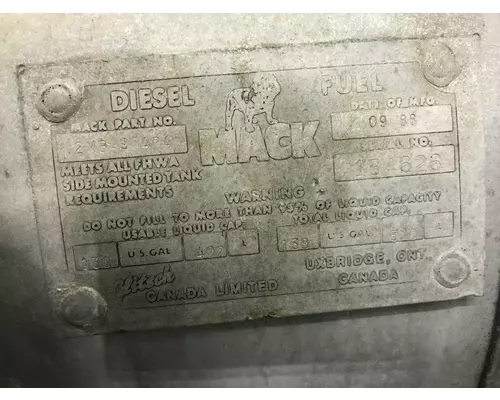 DIESEL FUEL
MACK PART NO.
MACK
DATE OF MFG.
09 88
SERIAL NO.
MEETS ALL FHWA
SIDE MOUNTED TANK
REQUIREMENTS
WARNING
DO NOT FILL TO MORE THAN 95% OF LIQUID CAPACITY
USABLE LIQUID CAP. TOTAL LIQUID CAP.
U.S. GAL U.S. GAL
Hitech
CANADA LIMITED
UXBRIDGE, ONT.
CANADA